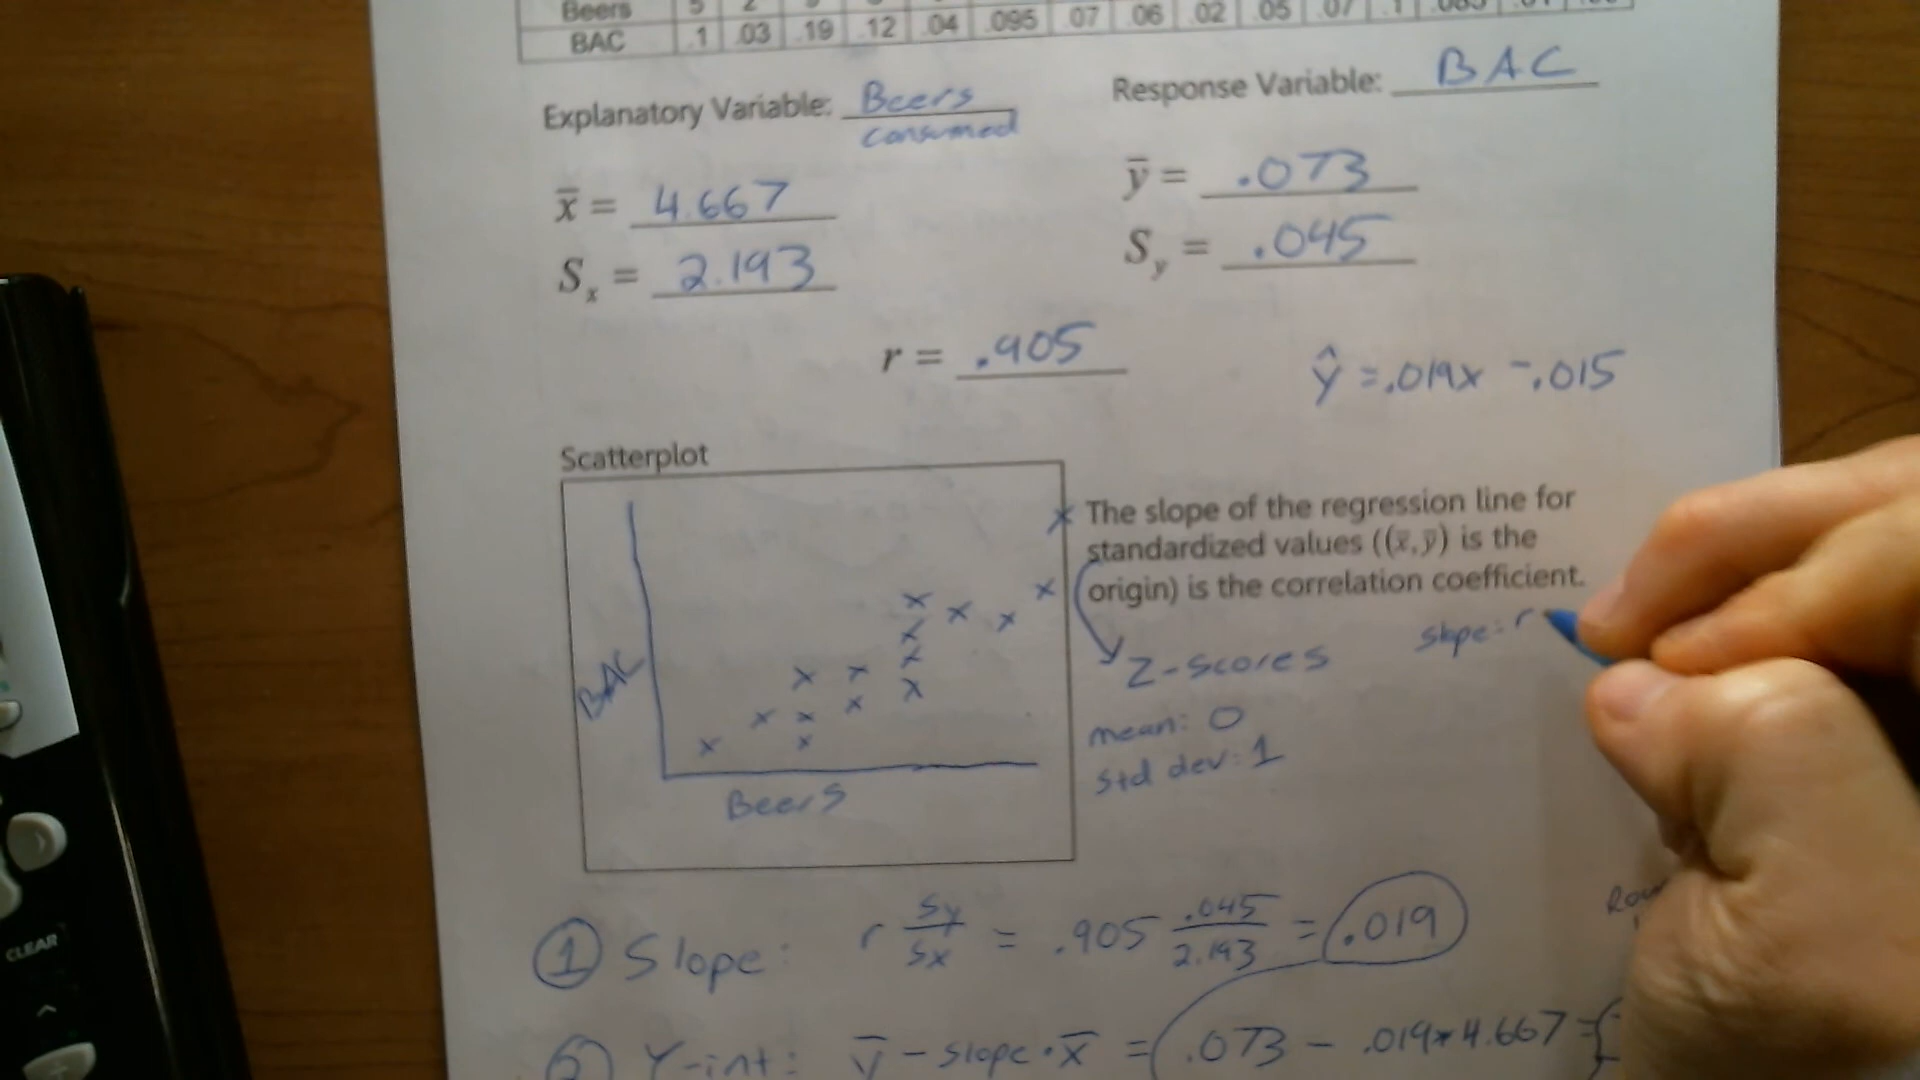 Beers 5 2
BAC .1 .03 .19 .12 .04 .095 .07 .06 .02 .05 .07 .1
Explanatory Variable: Beers consumed
Response Variable: BAC
x̄ = 4.667
ȳ = .073
Sx = 2.193
Sy = .045
r = .905
ŷ = .019x - .015
Scatterplot
The slope of the regression line for
standardized values ((x̄, ȳ) is the
origin) is the correlation coefficient.
slope: r
Z-scores
mean: 0
std dev: 1
BAC
Beers
① Slope: r Sy/Sx = .905 .045/2.193 = .019
② Y-int: ȳ - slope · x̄ = .073 - .019*4.667 =
CLEAR